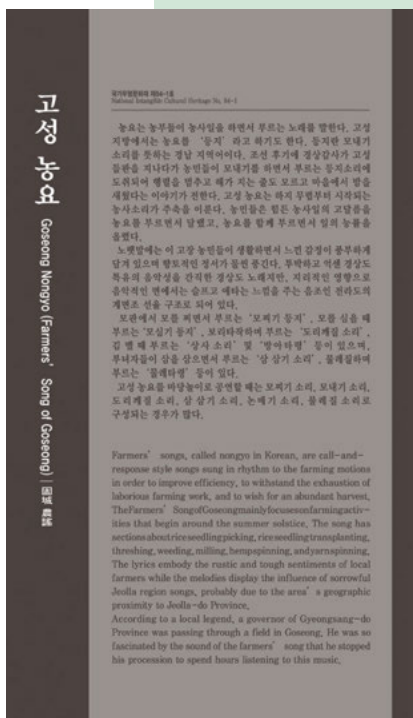 고성 농요
Goseong Nongyo (Farmers' Song of Goseong) | 固城 農謠
국가무형문화재 제84-1호
National Intangible Cultural Heritage No. 84-1
농요는 농부들이 농사일을 하면서 부르는 노래를 말한다. 고성
지방에서는 농요를 '등지' 라고 하기도 한다. 등지란 모내기
소리를 뜻하는 경남 지역어이다. 조선 후기에 경상감사가 고성
들판을 지나다가 농민들이 모내기를 하면서 부르는 등지소리에
도취되어 행렬을 멈추고 해가 지는 줄도 모르고 마을에서 밤을
새웠다는 이야기가 전한다. 고성 농요는 하지 무렵부터 시작되는
농사소리가 주축을 이룬다. 농민들은 힘든 농사일의 고달픔을
농요를 부르면서 달랬고, 농요를 함께 부르면서 일의 능률을
올렸다.
노랫말에는 이 고장 농민들이 생활하면서 느낀 감정이 풍부하게
담겨 있으며 향토적인 정서가 물씬 풍긴다. 투박하고 억센 경상도
특유의 음악성을 간직한 경상도 노래지만, 지리적인 영향으로
음악적인 면에서는 슬프고 애타는 느낌을 주는 음조인 전라도의
계면조 선율 구조로 되어 있다.
모판에서 모를 찌면서 부르는 '모찌기 등지', 모를 심을 때
부르는 '모심기 등지', 보리타작하며 부르는 '도리깨질 소리',
김 맬 때 부르는 '상사 소리' 및 '방아타령' 등이 있으며,
부녀자들이 삼을 삼으면서 부르는 '삼 삼기 소리', 물레질하며
부르는 '물레타령' 등이 있다.
고성 농요를 마당놀이로 공연할 때는 모찌기 소리, 모내기 소리,
도리깨질 소리, 삼 삼기 소리, 논매기 소리, 물레질 소리로
구성되는 경우가 많다.
Farmers' songs, called nongyo in Korean, are call-and-
response style songs sung in rhythm to the farming motions
in order to improve efficiency, to withstand the exhaustion of
laborious farming work, and to wish for an abundant harvest.
The Farmers' Song of Goseong mainly focuses on farming activ-
ities that begin around the summer solstice. The song has
sections about rice seedling picking, rice seedling transplanting,
threshing, weeding, milling, hemp spinning, and yarn spinning.
The lyrics embody the rustic and tough sentiments of local
farmers while the melodies display the influence of sorrowful
Jeolla region songs, probably due to the area's geographic
proximity to Jeolla-do Province.
According to a local legend, a governor of Gyeongsang-do
Province was passing through a field in Goseong. He was so
fascinated by the sound of the farmers' song that he stopped
his procession to spend hours listening to this music.